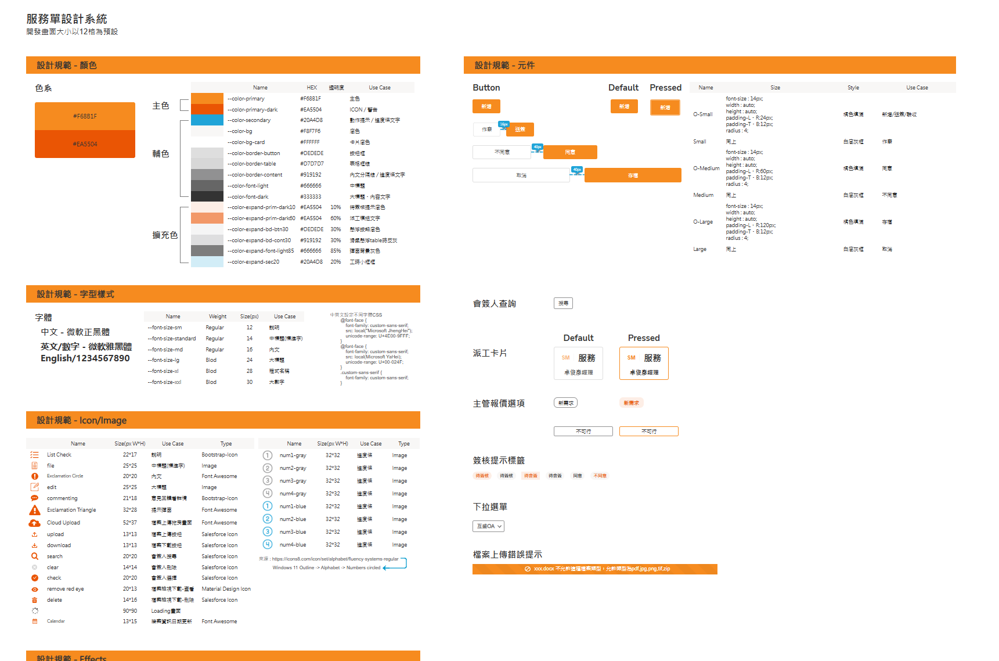 服務單設計系統
開發畫面大小以12格為預設
設計規範 - 顏色
色系
#F68B1F
#EA5504
主色
輔色
擴充色
Name HEX 透明度 Use Case
--color-primary #F68B1F 主色
--color-primary-dark #EA5504 ICON / 警告
--color-secondary #20A4D8 動作提示 / 進度條文字
--color-bg #F8F7F6 底色
--color-bg-card #FFFFFF 卡片底色
--color-border-button #DEDEDE 按鈕框
--color-border-table #D7D7D7 表格框線
--color-border-content #919192 內文分隔線 / 進度條文字
--color-font-light #666666 中標題
--color-font-dark #333333 大標題、內容文字
--color-expand-prim-dark10 #EA5504 10% 待簽核提示底色
--color-expand-prim-dark60 #EA5504 60% 派工模組文字
--color-expand-bd-btn30 #DEDEDE 30% 懸浮按鈕底色
--color-expand-bd-cont30 #919192 30% 滑鼠懸浮table時反灰
--color-expand-font-light85 #666666 85% 彈窗背景灰色
--color-expand-sec20 #20A4D8 20% 工時小框框
設計規範 - 字型樣式
字體
中文 - 微軟正黑體
英文/數字 - 微軟雅黑體
English/1234567890
Name Weight Size(px) Use Case
--font-size-sm Regular 12 說明
--font-size-standard Regular 14 中標題(標準字)
--font-size-md Regular 16 內文
--font-size-lg Blod 24 大標題
--font-size-xl Blod 28 程式名稱
--font-size-xxl Blod 30 大數字
中英文設定不同字體CSS
@font-face {
font-family: custom-sans-serif;
src: local("Microsoft JhengHei");
unicode-range: U+4E00-9FFF;
}
@font-face {
font-family: custom-sans-serif;
src: local(Microsoft YaHei);
unicode-range: U+00-024F;
}
.custom-sans-serif {
font-family: custom-sans-serif;
}
設計規範 - Icon/Image
Name Size(px W*H) Use Case Type
List Check 22*17 說明 Bootstrap-Icon
file 25*25 中標題(標準字) Image
Exclamation Circle 20*20 內文 Font Awesome
edit 25*25 大標題 Image
commenting 21*18 意見回饋看詳情 Bootstrap-Icon
Exclamation Triangle 32*28 提示彈窗 Font Awesome
Cloud Upload 52*37 檔案上傳拖曳畫面 Font Awesome
upload 13*13 檔案上傳按鈕 Salesforce Icon
download 13*13 檔案下載按鈕 Salesforce Icon
search 20*20 會簽人搜尋 Salesforce Icon
clear 14*14 會簽人刪除 Salesforce Icon
check 20*20 會簽人選擇 Salesforce Icon
remove red eye 20*13 檔案檢視下載-查看 Material Design Icon
delete 14*16 檔案檢視下載-刪除 Salesforce Icon
90*90 Loading畫面
Calendar 13*15 接案資訊日期更新 Font Awesome
Name Size(px W*H) Use Case Type
1 num1-gray 32*32 進度條 Image
2 num2-gray 32*32 進度條 Image
3 num3-gray 32*32 進度條 Image
4 num4-gray 32*32 進度條 Image
1 num1-blue 32*32 進度條 Image
2 num2-blue 32*32 進度條 Image
3 num3-blue 32*32 進度條 Image
4 num4-blue 32*32 進度條 Image
來源 : https://icons8.com/icon/set/alphabet/fluency-systems-regular
Windows 11 Outline -> Alphabet -> Numbers circled
設計規範 - Effects
設計規範 - 元件
Button Default Pressed
新增 新增 新增
作廢 16px 送簽
不同意 40px 同意
取消 40px 存檔
Name Size Style Use Case
O-Small 橘色填滿 新增/送簽/驗收
font-size : 14px;
width : auto;
height : auto;
padding-L、R:24px;
padding-T、B:12px;
radius : 4;
Small 同上 白底灰框 作廢
O-Medium 橘色填滿 同意
font-size : 14px;
width : auto;
height : auto;
padding-L、R:60px;
padding-T、B:12px;
radius : 4;
Medium 同上 白底灰框 不同意
O-Large 橘色填滿 存檔
font-size : 14px;
width : auto;
height : auto;
padding-L、R:120px;
padding-T、B:12px;
radius : 4;
Large 同上 白底灰框 取消
會簽人查詢 搜尋
Default Pressed
派工卡片
SM 服務
卓俊彥經理
SM 服務
卓俊彥經理
主管報價選項 新需求 新需求
不可行 不可行
簽核提示標籤
待簽核 待簽核 待會簽 待會簽 同意 不同意
下拉選單
互盛OA
檔案上傳錯誤提示
xxx.docx 不允許這種檔案類型，允許類型為pdf,jpg,png,tif,zip